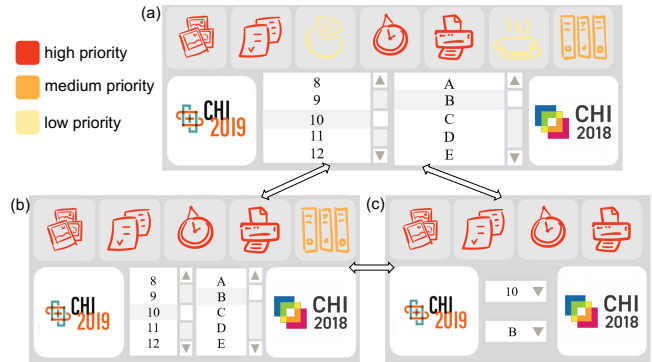 (a)
high priority
medium priority
low priority
CHI
2019
8
9
10
11
12
A
B
C
D
E
CHI
2018
(b)
CHI
2019
8
9
10
11
12
A
B
C
D
E
CHI
2018
(c)
CHI
2019
10
B
CHI
2018